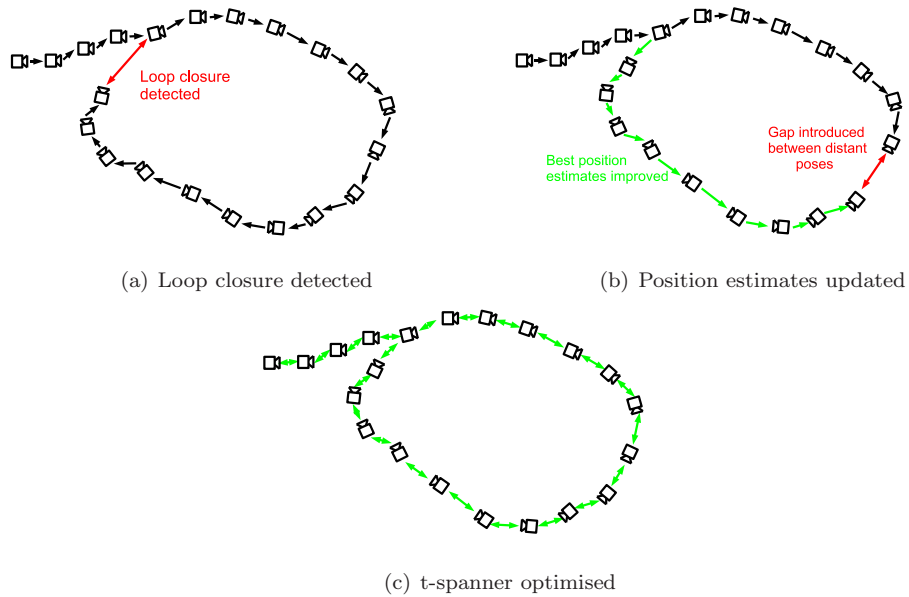 Loop closure
detected
Gap introduced
between distant
poses
Best position
estimates improved
(a) Loop closure detected
(b) Position estimates updated
(c) t-spanner optimised